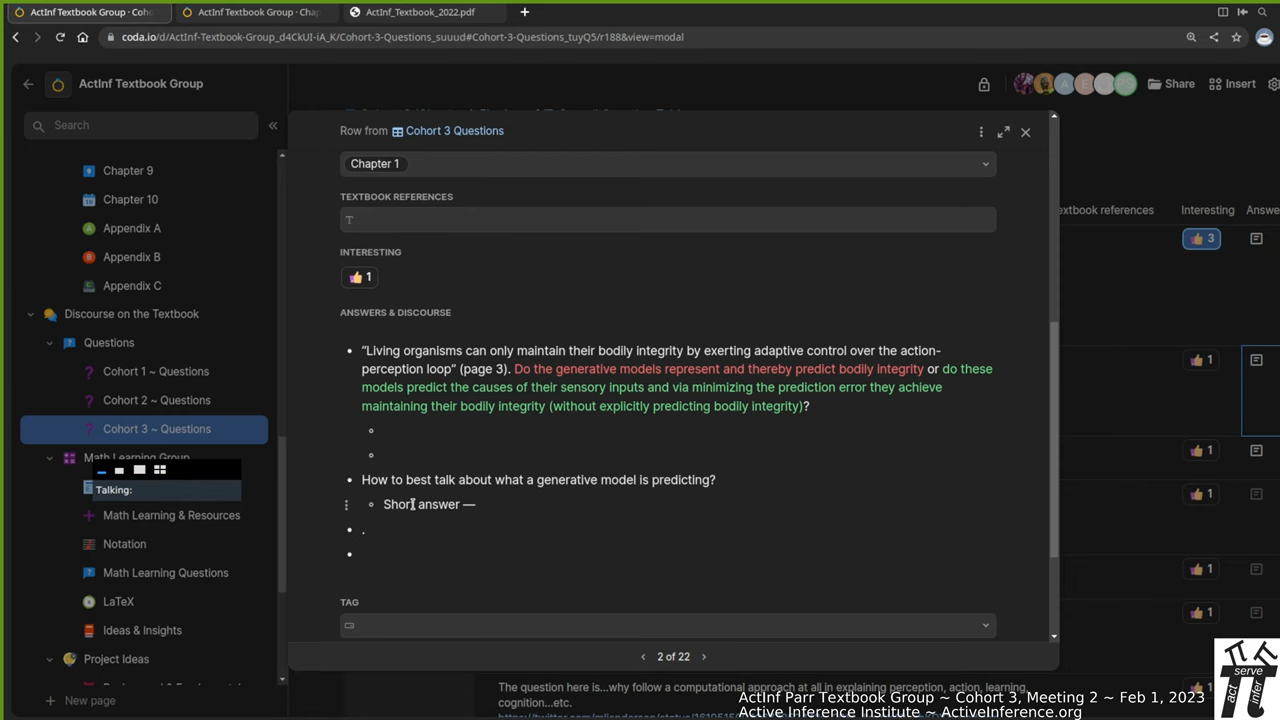 ActInf Textbook Group · Coh
ActInf Textbook Group · Chap
ActInf_Textbook_2022.pdf
coda.io/d/ActInf-Textbook-Group_d4CkUI-iA_K/Cohort-3-Questions_suuud#Cohort-3-Questions_tuyQ5/r188&view=modal
ActInf Textbook Group
Share
Insert
Search
Row from Cohort 3 Questions
Chapter 1
Chapter 9
Chapter 10
Appendix A
Appendix B
Appendix C
Discourse on the Textbook
Questions
Cohort 1 ~ Questions
Cohort 2 ~ Questions
Cohort 3 ~ Questions
Math Learning Group
Talking:
Math Learning & Resources
Notation
Math Learning Questions
LaTeX
Ideas & Insights
Project Ideas
New page
TEXTBOOK REFERENCES
INTERESTING
1
ANSWERS & DISCOURSE
“Living organisms can only maintain their bodily integrity by exerting adaptive control over the action-
perception loop” (page 3). Do the generative models represent and thereby predict bodily integrity or do these
models predict the causes of their sensory inputs and via minimizing the prediction error they achieve
maintaining their bodily integrity (without explicitly predicting bodily integrity)?
How to best talk about what a generative model is predicting?
Short answer —
.
TAG
2 of 22
extbook references
Interesting
Answe
3
1
1
1
1
1
The question here is...why follow a computational approach at all in explaining perception, action, learning,
cognition...etc.
ActInf Parr Textbook Group ~ Cohort 3, Meeting 2 ~ Feb 1, 2023
Active Inference Institute ~ ActiveInference.org
serve
act
infer